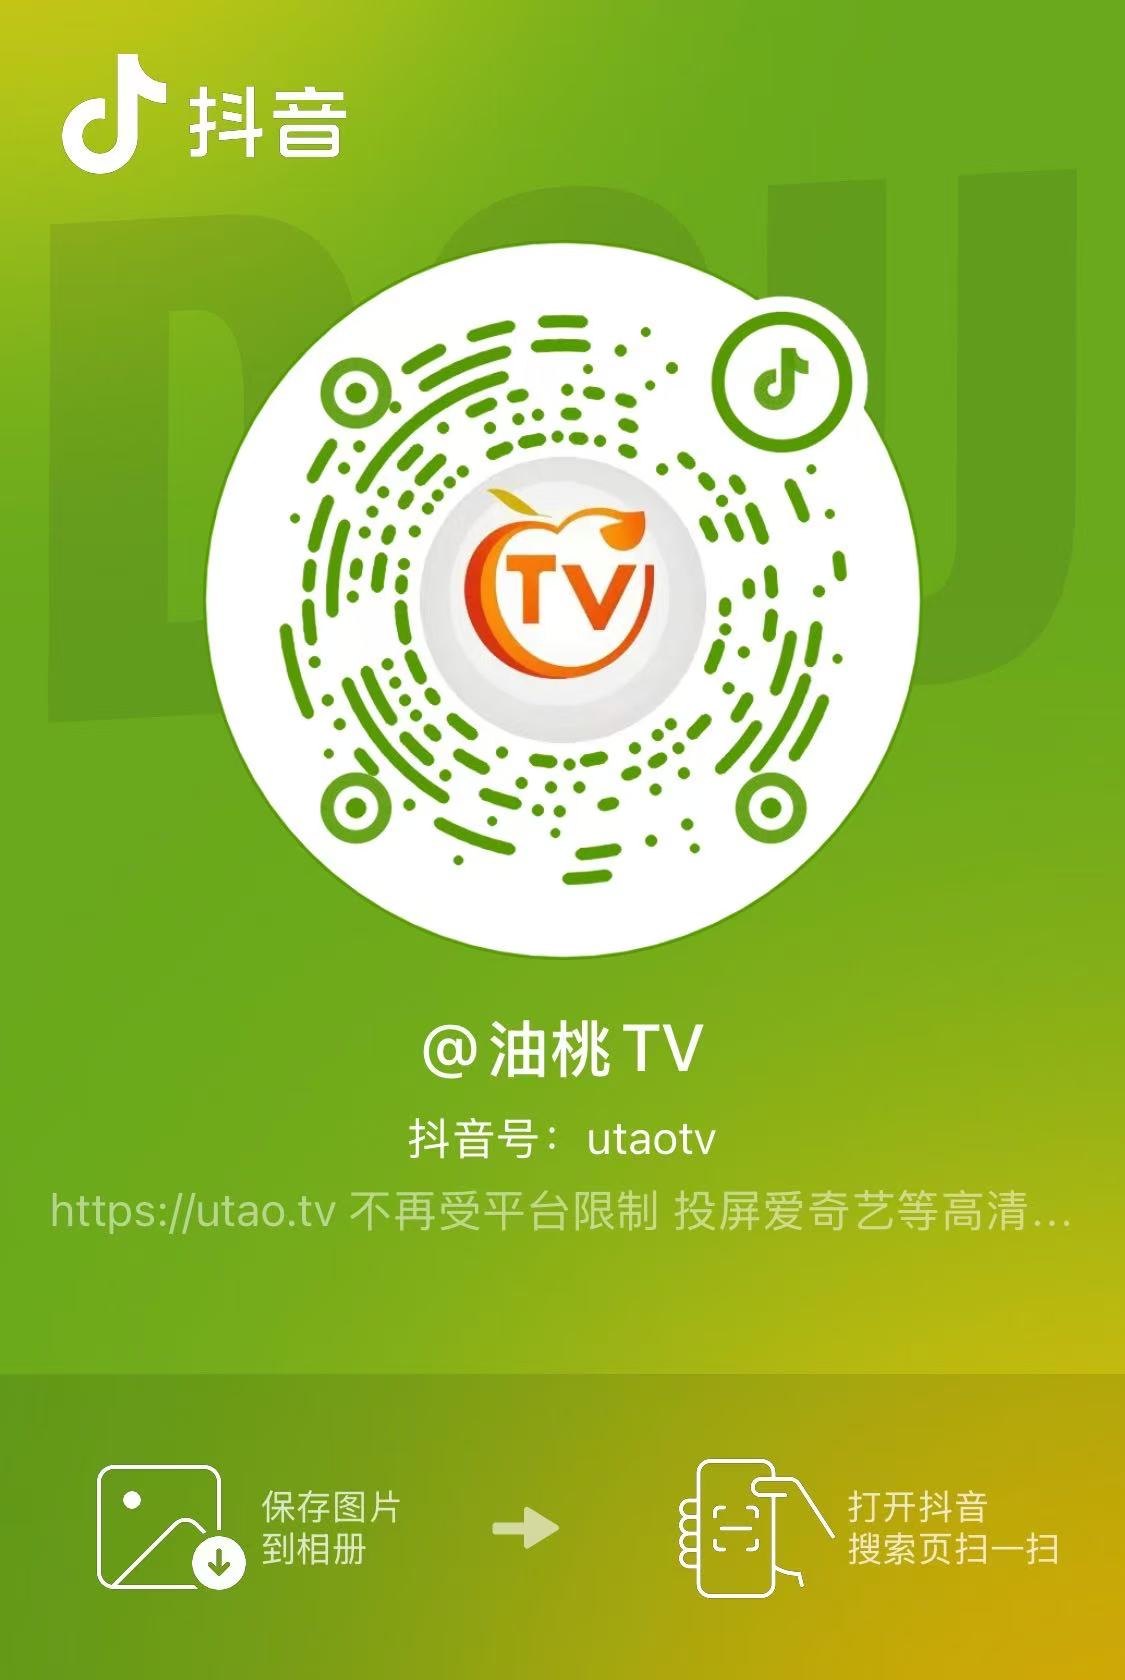 抖音
DOU
TV
@油桃TV
抖音号：utaotv
https://utao.tv 不再受平台限制 投屏爱奇艺等高清...
保存图片
到相册
打开抖音
搜索页扫一扫